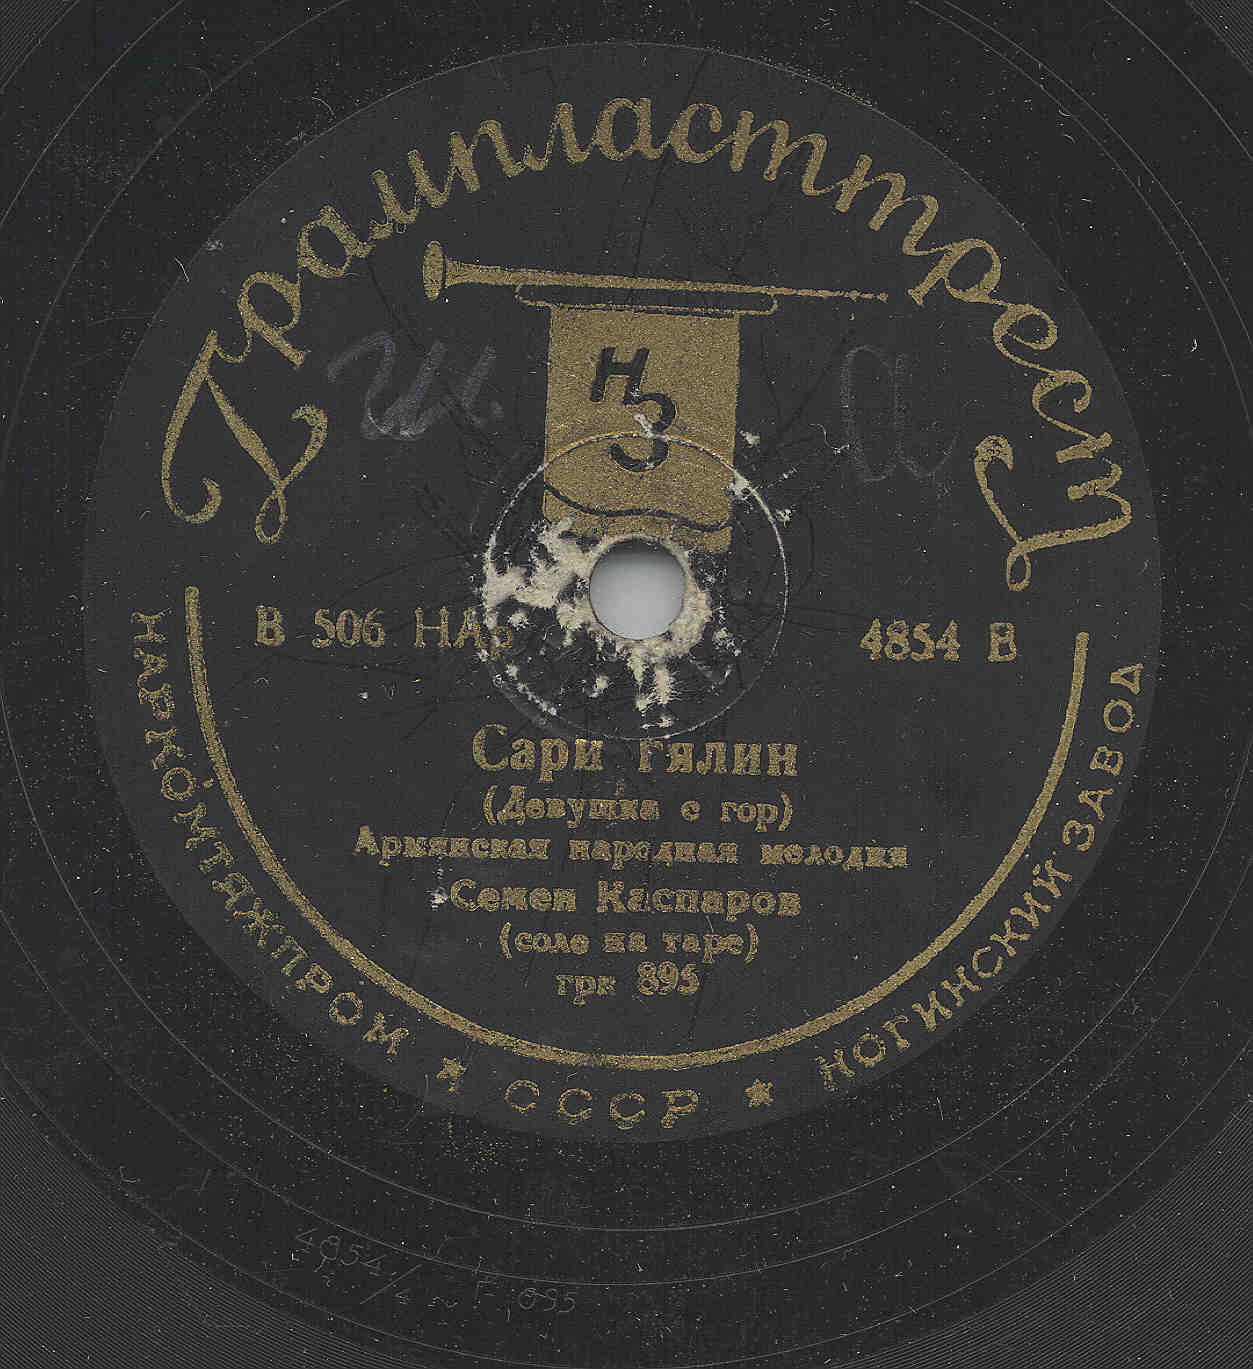 Грампласттрест
НЗ
В 506 НАР
4854 В
Сари гялин
(Девушка с гор)
Армянская народная мелодия
Семен Каспаров
(соло на таре)
грк 895
НАРКОМТЯЖПРОМ ★ СССР ★ НОГИНСКИЙ ЗАВОД
4854/